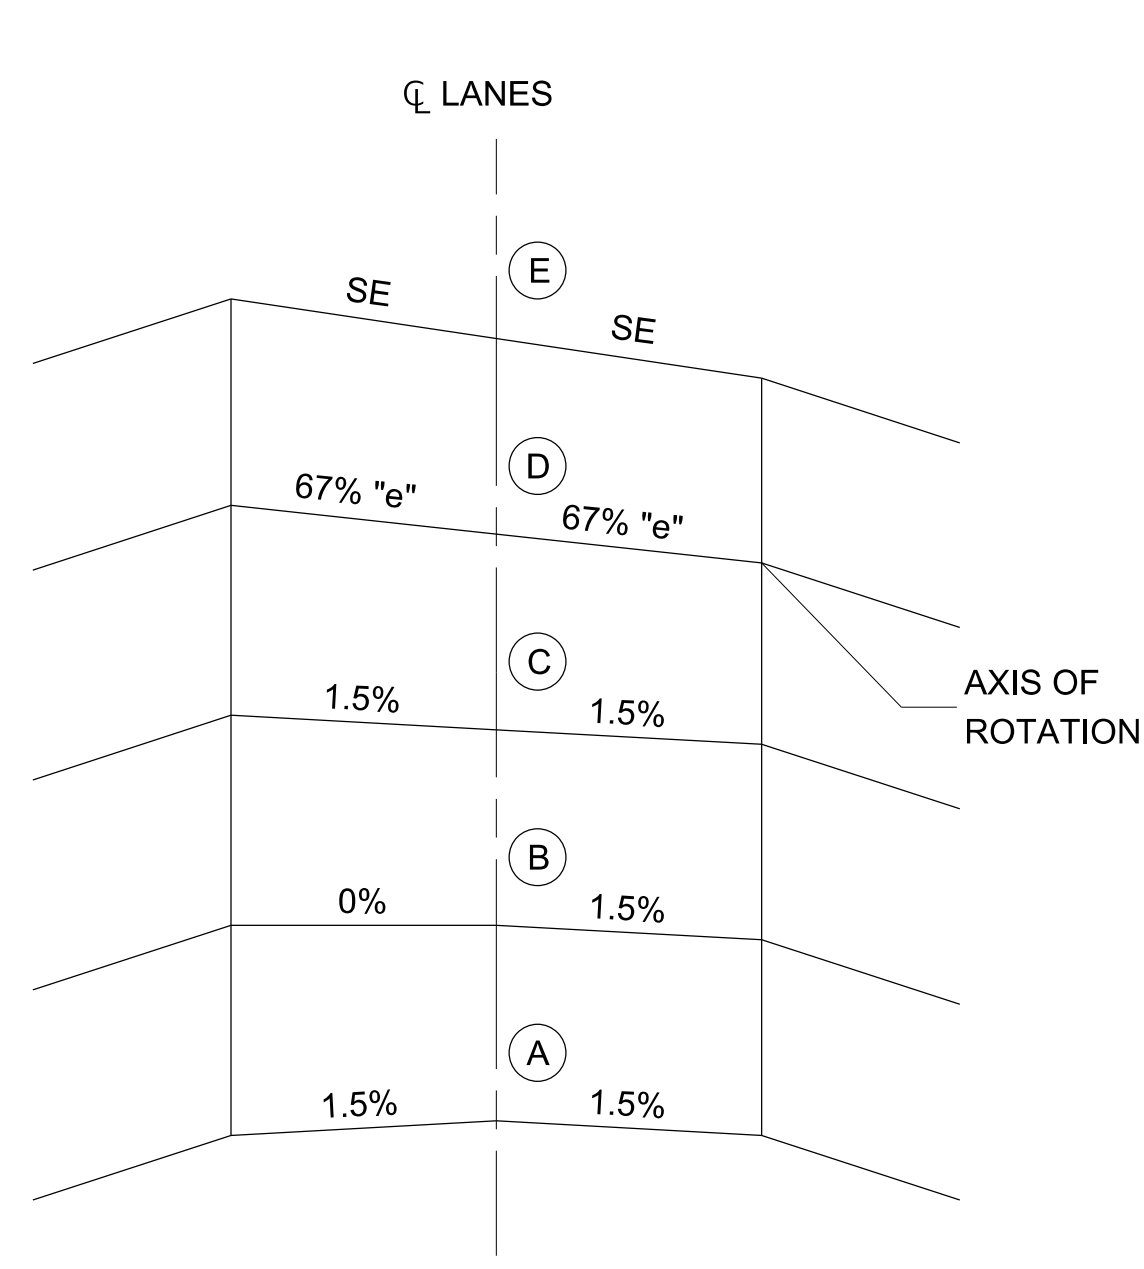 ℄ LANES
E
SE
SE
D
67% "e"
67% "e"
C
AXIS OF
ROTATION
1.5%
1.5%
B
0%
1.5%
A
1.5%
1.5%